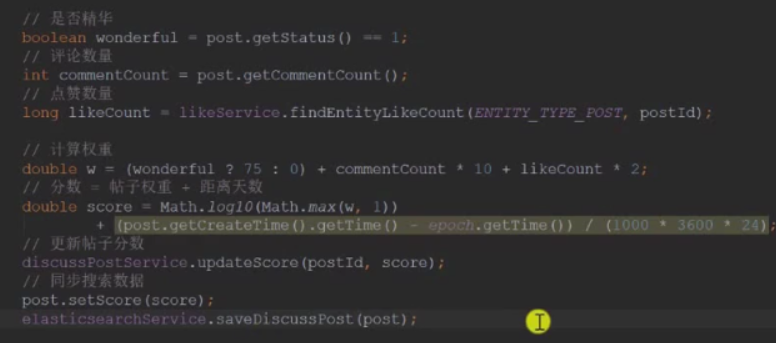 // 是否精华
boolean wonderful = post.getStatus() == 1;
// 评论数量
int commentCount = post.getCommentCount();
// 点赞数量
long likeCount = likeService.findEntityLikeCount(ENTITY_TYPE_POST, postId);
// 计算权重
double w = (wonderful ? 75 : 0) + commentCount * 10 + likeCount * 2;
// 分数 = 帖子权重 + 距离天数
double score = Math.log10(Math.max(w, 1))
+ (post.getCreateTime().getTime() - epoch.getTime()) / (1000 * 3600 * 24);
// 更新帖子分数
discussPostService.updateScore(postId, score);
// 同步搜索数据
post.setScore(score);
elasticsearchService.saveDiscussPost(post);